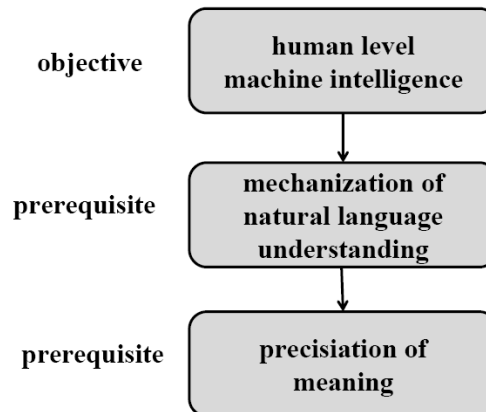 objective
human level
machine intelligence
prerequisite
mechanization of
natural language
understanding
prerequisite
precisiation of
meaning